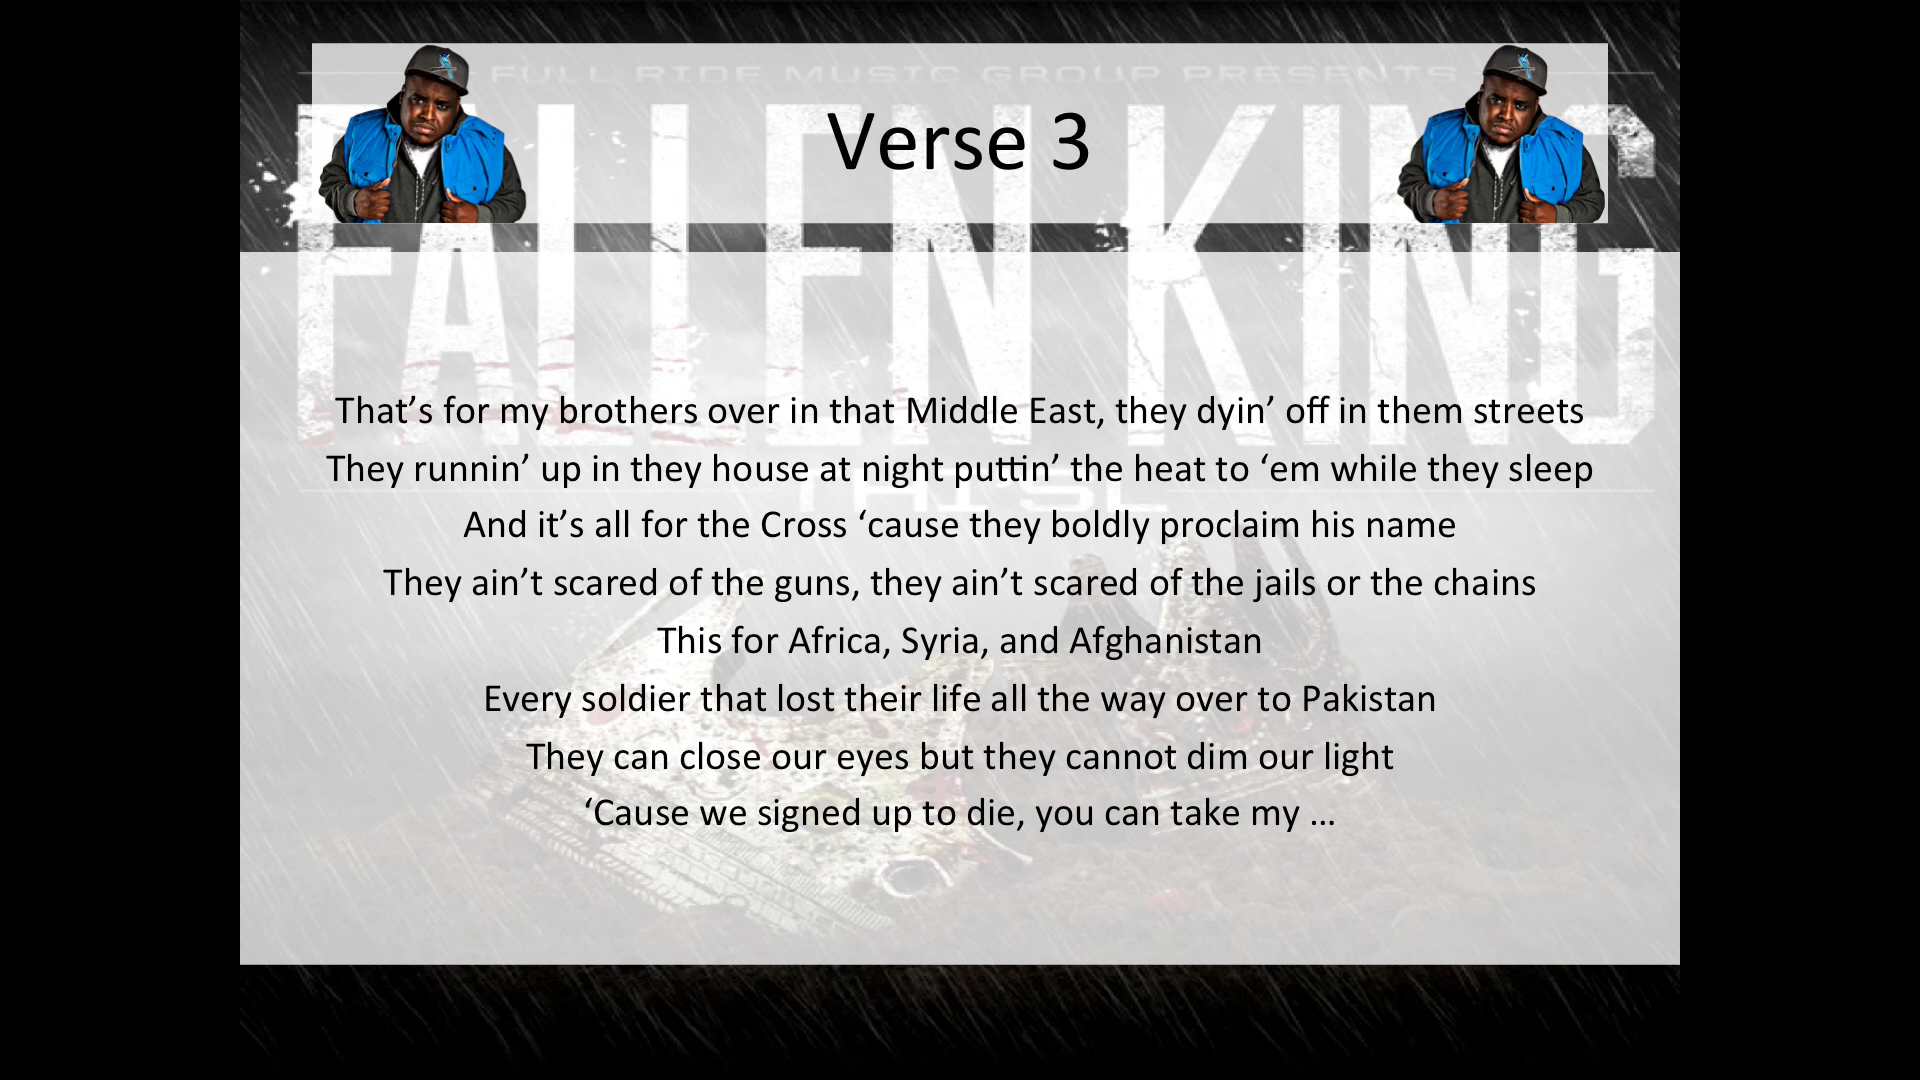 FULL RIDE MUSIC GROUP PRESENTS
FALLEN KING
THI'SL
Verse 3
That’s for my brothers over in that Middle East, they dyin’ off in them streets
They runnin’ up in they house at night puttin’ the heat to ‘em while they sleep
And it’s all for the Cross ‘cause they boldly proclaim his name
They ain’t scared of the guns, they ain’t scared of the jails or the chains
This for Africa, Syria, and Afghanistan
Every soldier that lost their life all the way over to Pakistan
They can close our eyes but they cannot dim our light
‘Cause we signed up to die, you can take my ...